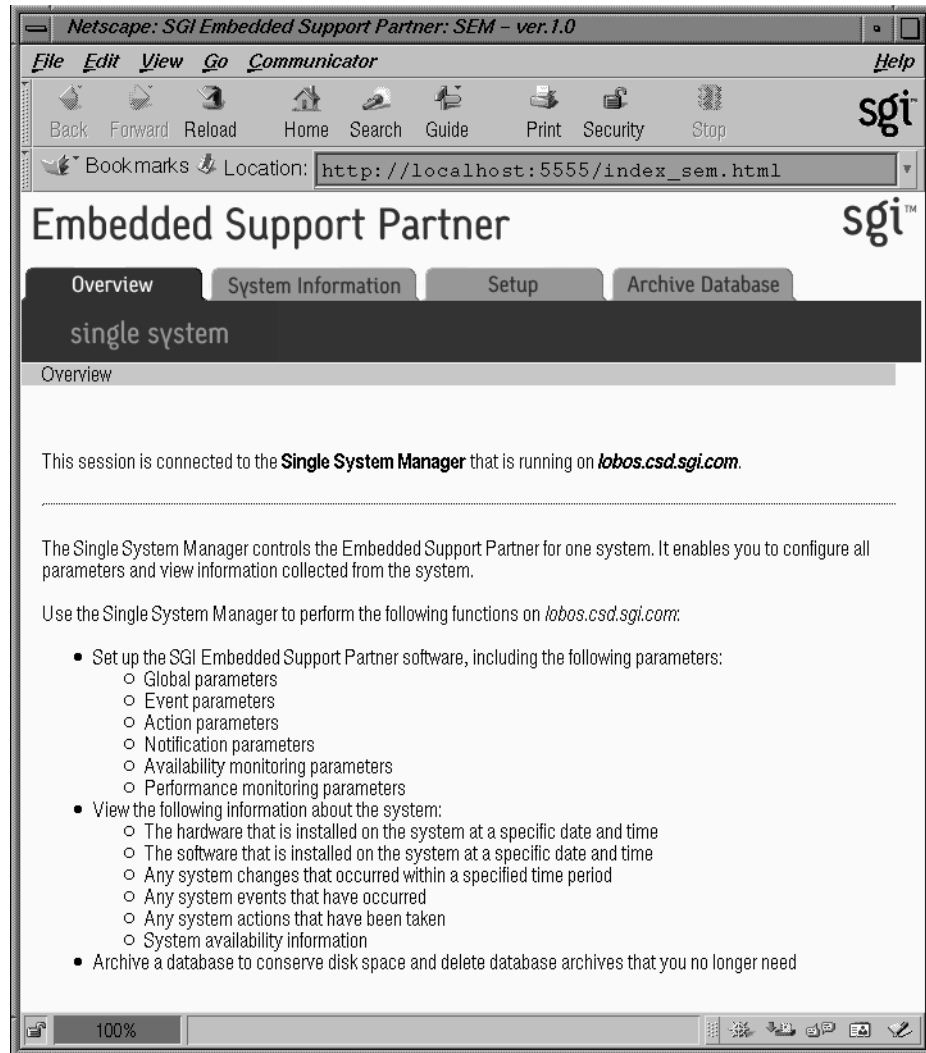 Netscape: SGI Embedded Support Partner: SEM – ver.1.0
File Edit View Go Communicator Help
Back Forward Reload Home Search Guide Print Security Stop
sgi
Bookmarks Location: http://localhost:5555/index_sem.html
Embedded Support Partner
sgi™
Overview System Information Setup Archive Database
single system
Overview
This session is connected to the Single System Manager that is running on lobos.csd.sgi.com.
The Single System Manager controls the Embedded Support Partner for one system. It enables you to configure all
parameters and view information collected from the system.
Use the Single System Manager to perform the following functions on lobos.csd.sgi.com:
• Set up the SGI Embedded Support Partner software, including the following parameters:
○ Global parameters
○ Event parameters
○ Action parameters
○ Notification parameters
○ Availability monitoring parameters
○ Performance monitoring parameters
• View the following information about the system:
○ The hardware that is installed on the system at a specific date and time
○ The software that is installed on the system at a specific date and time
○ Any system changes that occurred within a specified time period
○ Any system events that have occurred
○ Any system actions that have been taken
○ System availability information
• Archive a database to conserve disk space and delete database archives that you no longer need
100%